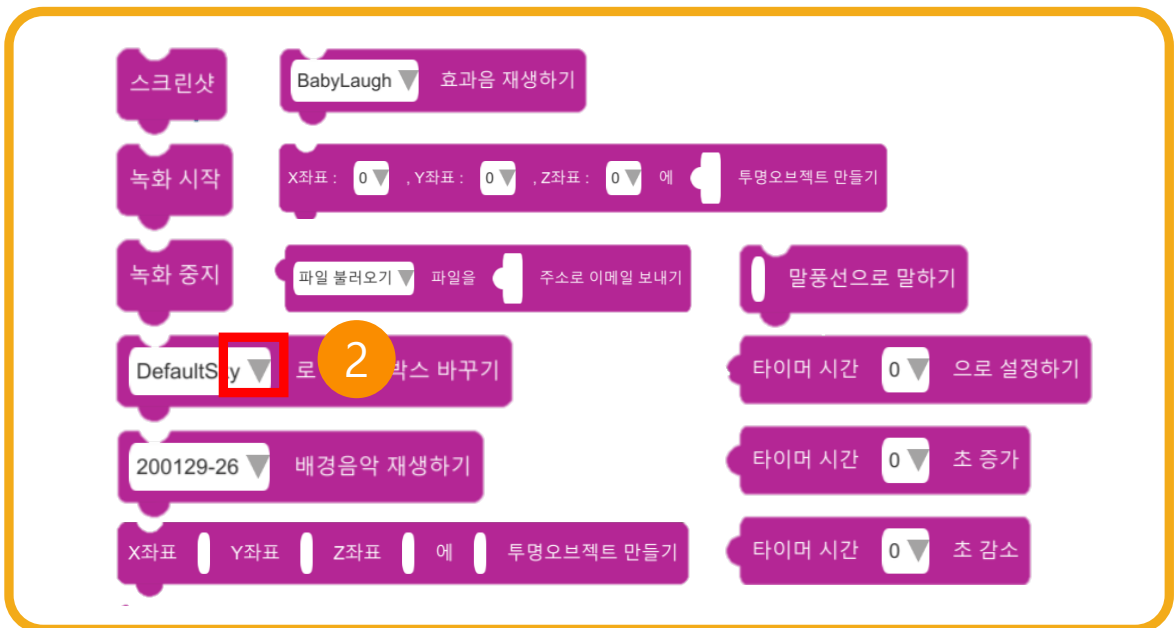 스크린샷
BabyLaugh 효과음 재생하기
녹화 시작
X좌표 : 0 , Y좌표 : 0 , Z좌표 : 0 에 투명오브젝트 만들기
녹화 중지
파일 불러오기 파일을 주소로 이메일 보내기
말풍선으로 말하기
로 2 바꾸기
타이머 시간 0 으로 설정하기
200129-26 배경음악 재생하기
타이머 시간 0 초 증가
X좌표 Y좌표 Z좌표 에 투명오브젝트 만들기
타이머 시간 0 초 감소